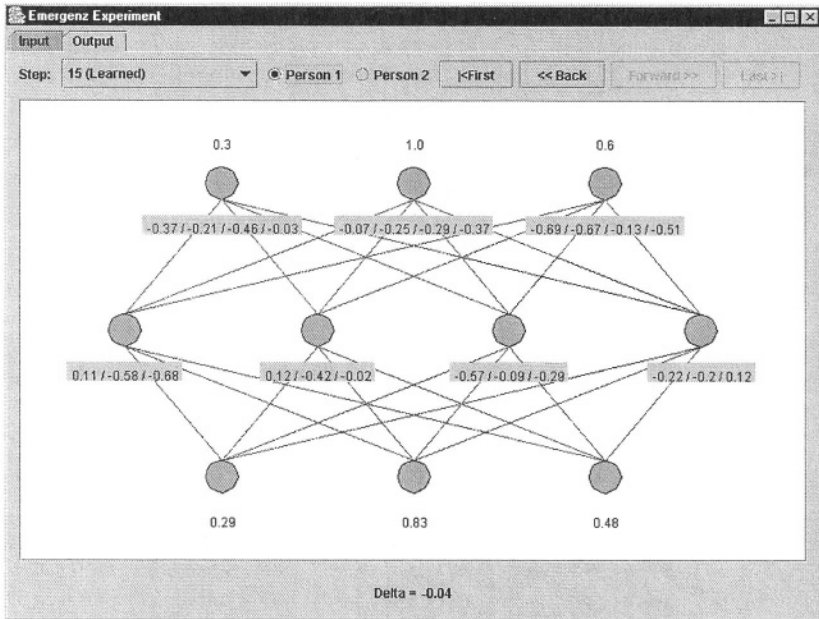 Emergenz Experiment
Input Output
Step: 15 (Learned) Person 1 Person 2 |<First << Back Forward >> Last>|
0.3 1.0 0.6
-0.37 / -0.21 / -0.46 / -0.03 -0.07 / -0.25 / -0.29 / -0.37 -0.69 / -0.67 / -0.13 / -0.51
0.11 / -0.58 / -0.68 0.12 / -0.42 / -0.02 -0.57 / -0.09 / -0.29 -0.22 / -0.2 / 0.12
0.29 0.83 0.48
Delta = -0.04